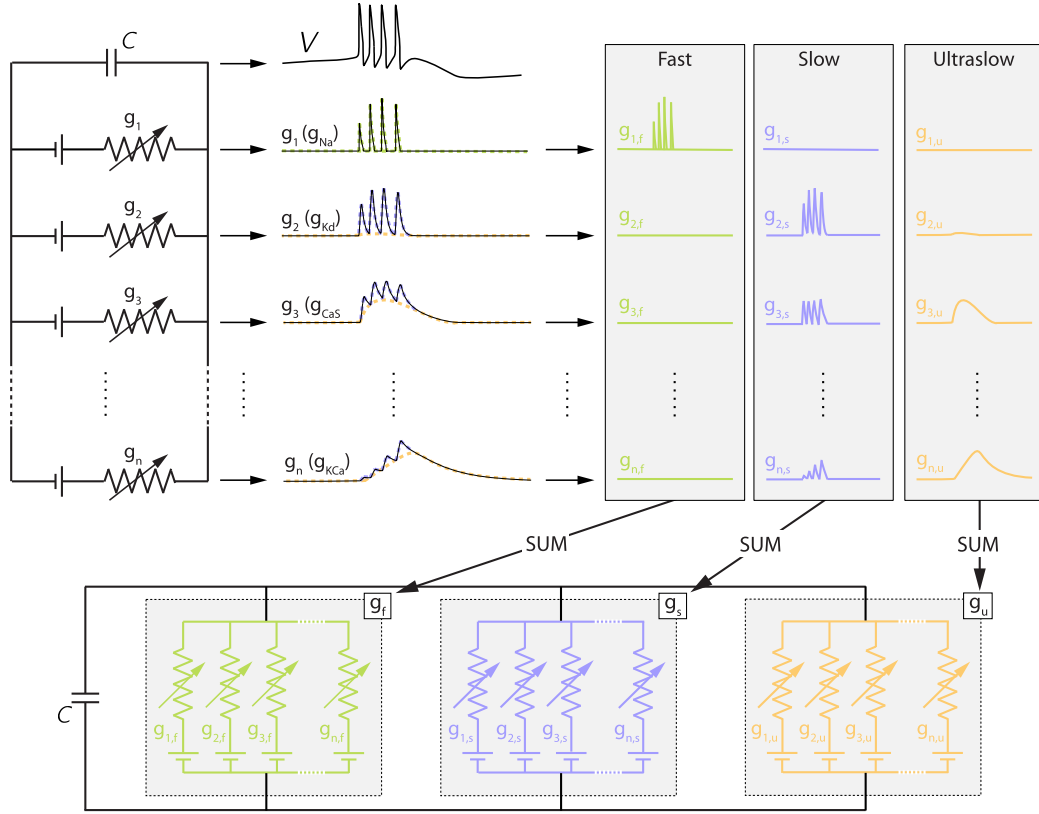 C
V
Fast
Slow
Ultraslow
g1
g1 (gNa)
g1,f
g1,s
g1,u
g2
g2 (gKd)
g2,f
g2,s
g2,u
g3
g3 (gCaS
g3,f
g3,s
g3,u
gn
gn (gKCa)
gn,f
gn,s
gn,u
SUM
SUM
SUM
gf
gs
gu
C
g1,f
g2,f
g3,f
gn,f
g1,s
g2,s
g3,s
gn,s
g1,u
g2,u
g3,u
gn,u